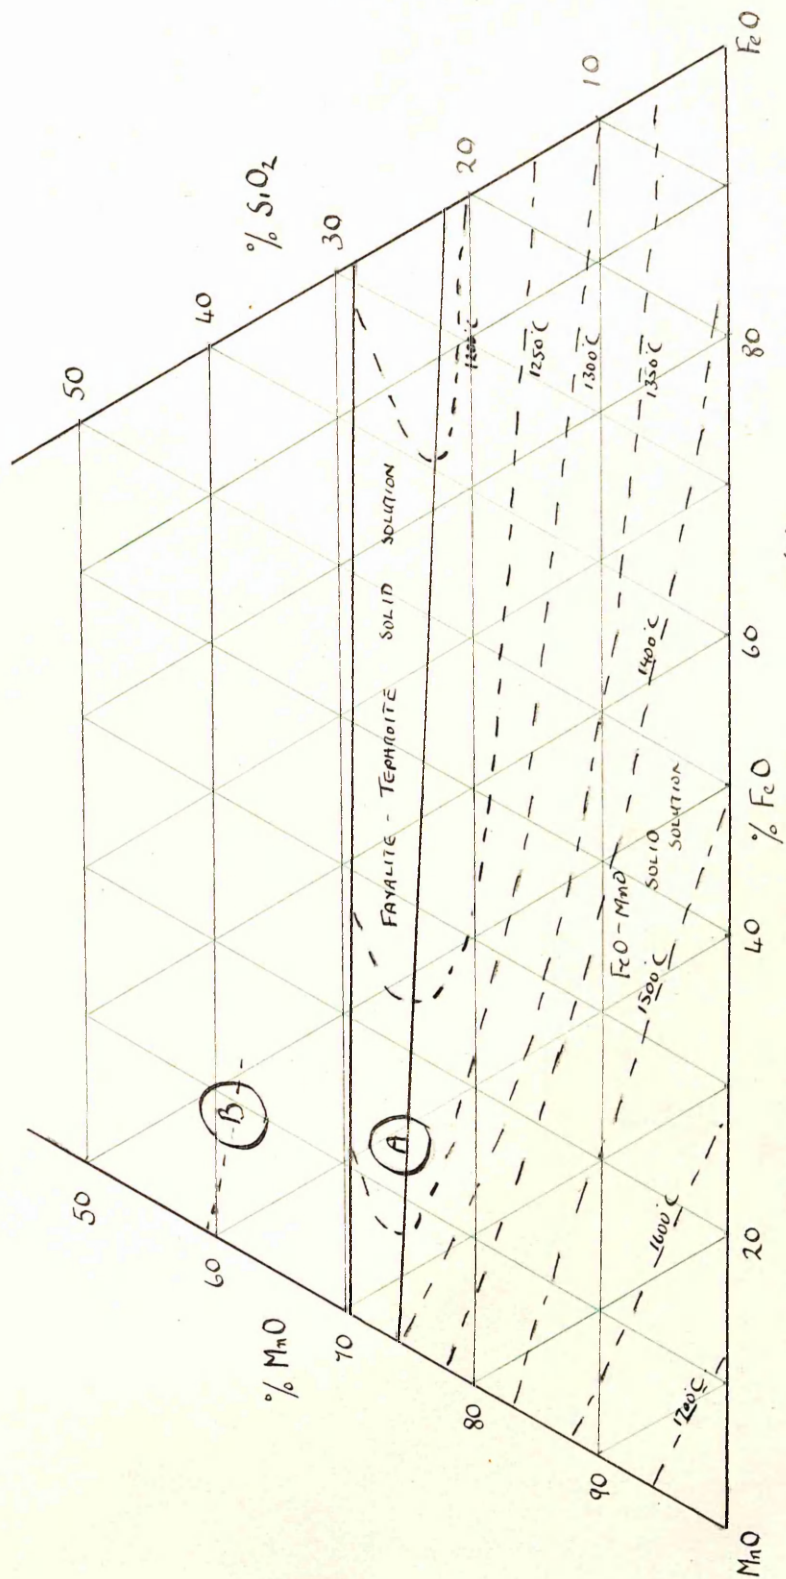 50
40
% SiO2
30
20
10
FeO
50
60
% MnO
70
80
90
MnO
B
A
FAYALITE - TEPHROITE SOLID SOLUTION
1200°C
1250°C
1300°C
1350°C
1400°C
FeO-MnO
SOLID
SOLUTION
1500°C
1600°C
1700°C
20
40
% FeO
60
80